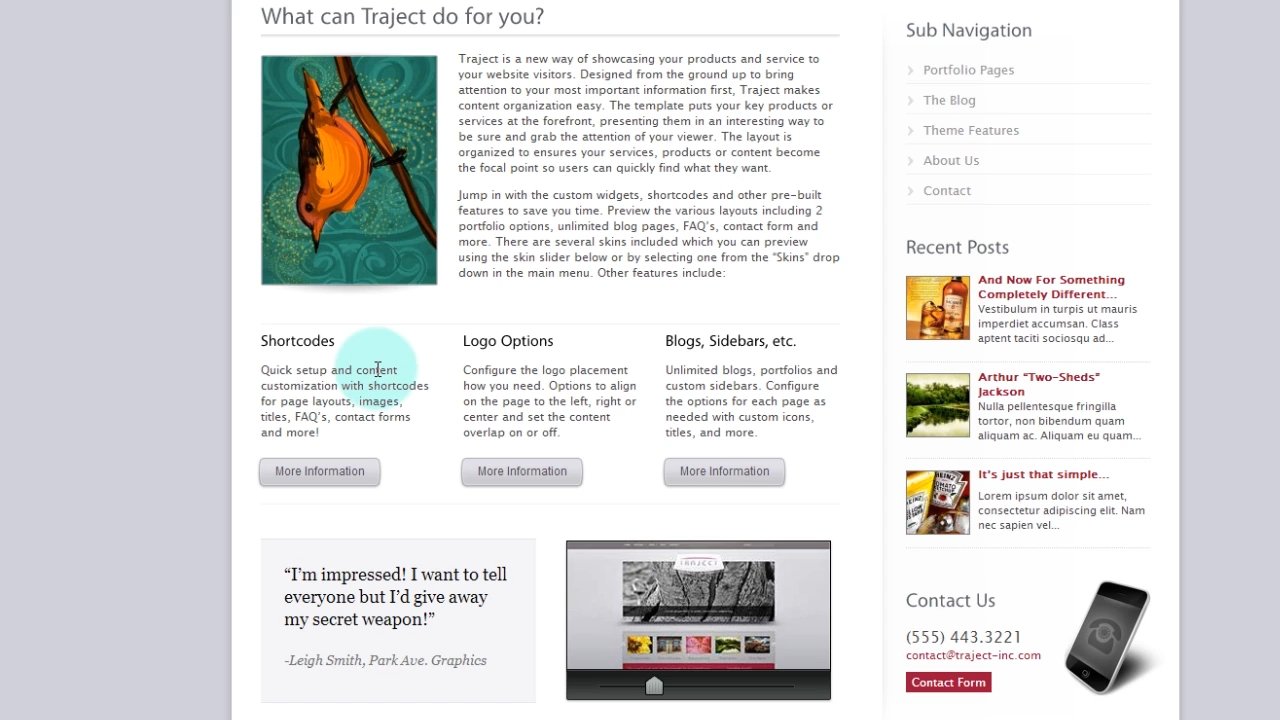 What can Traject do for you?
Traject is a new way of showcasing your products and service to
your website visitors. Designed from the ground up to bring
attention to your most important information first, Traject makes
content organization easy. The template puts your key products or
services at the forefront, presenting them in an interesting way to
be sure and grab the attention of your viewer. The layout is
organized to ensures your services, products or content become
the focal point so users can quickly find what they want.
Jump in with the custom widgets, shortcodes and other pre-built
features to save you time. Preview the various layouts including 2
portfolio options, unlimited blog pages, FAQ's, contact form and
more. There are several skins included which you can preview
using the skin slider below or by selecting one from the “Skins” drop
down in the main menu. Other features include:
Shortcodes
Quick setup and content
customization with shortcodes
for page layouts, images,
titles, FAQ's, contact forms
and more!
More Information
Logo Options
Configure the logo placement
how you need. Options to align
on the page to the left, right or
center and set the content
overlap on or off.
More Information
Blogs, Sidebars, etc.
Unlimited blogs, portfolios and
custom sidebars. Configure
the options for each page as
needed with custom icons,
titles, and more.
More Information
“I’m impressed! I want to tell
everyone but I’d give away
my secret weapon!”
-Leigh Smith, Park Ave. Graphics
TRAJECT
Sub Navigation
Portfolio Pages
The Blog
Theme Features
About Us
Contact
Recent Posts
And Now For Something
Completely Different...
Vestibulum in turpis ut mauris
imperdiet accumsan. Class
aptent taciti sociosqu ad...
Arthur “Two-Sheds”
Jackson
Nulla pellentesque fringilla
tortor, non bibendum quam
aliquam ac. Aliquam eu quam...
HEINZ
TOMATO
KETCHUP
It's just that simple...
Lorem ipsum dolor sit amet,
consectetur adipiscing elit. Nam
nec sapien vel...
Contact Us
(555) 443.3221
contact@traject-inc.com
Contact Form